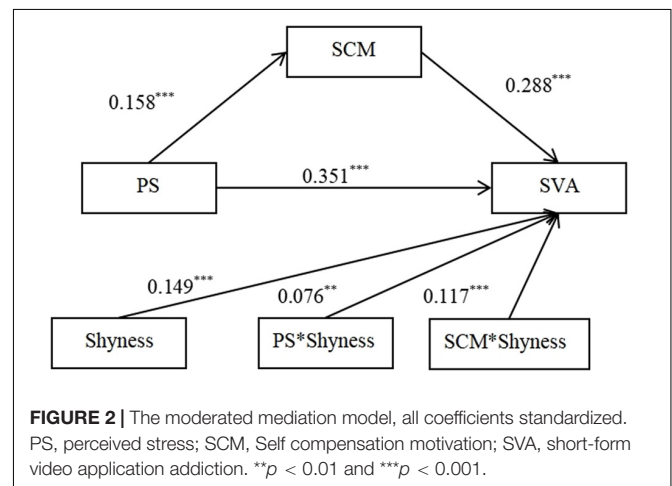 SCM
0.158***
0.288***
PS
0.351***
SVA
0.149***
0.076**
0.117***
Shyness
PS*Shyness
SCM*Shyness
FIGURE 2 | The moderated mediation model, all coefficients standardized.
PS, perceived stress; SCM, Self compensation motivation; SVA, short-form
video application addiction. **p < 0.01 and ***p < 0.001.